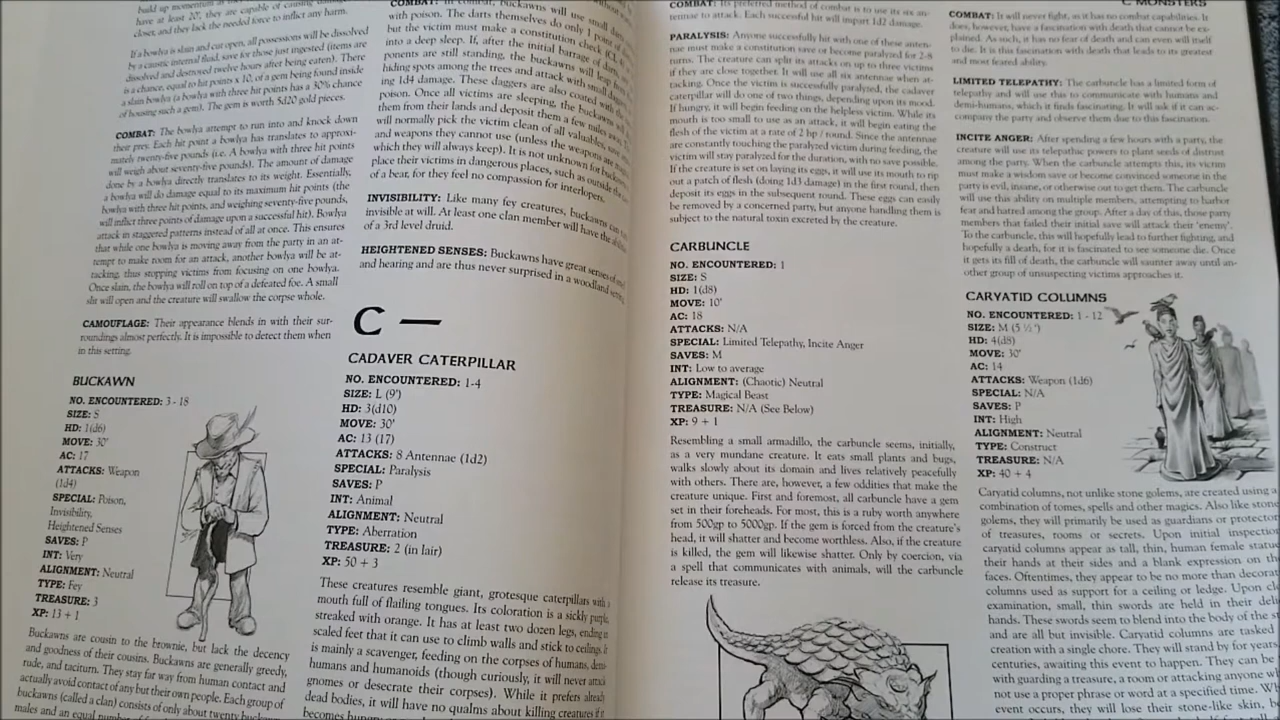 build up momentum
have at least 20', they are capable of causing
closer, and they lack the needed force to inflict any harm.
If a bowlya is slain and cut open, all possessions will be dissolved
by a caustic internal fluid, save for those just ingested (items are
dissolved and destroyed twelve hours after being eaten). There
is a chance, equal to hit points x 10, of a gem being found inside
a slain bowlya (a bowlya with three hit points has a 30% chance
of housing such a gem). The gem is worth 5d20 gold pieces.
COMBAT: The bowlya attempt to run into and knock down
their prey. Each hit point a bowlya has translates to approxi-
mately twenty-five pounds (i.e. A bowlya with three hit points
will weigh about seventy-five pounds). The amount of damage
done by a bowlya directly translates to its weight. Essentially,
a bowlya will do damage equal to its maximum hit points (the
bowlya with three hit points, and weighing seventy-five pounds,
will inflict three points of damage upon a successful hit). Bowlya
attack in staggered patterns instead of all at once. This ensures
that while one bowlya is moving away from the party in an at-
tempt to make room for an attack, another bowlya will be at-
tacking, thus stopping victims from focusing on one bowlya.
Once slain, the bowlya will roll on top of a defeated foe. A small
slit will open and the creature will swallow the corpse whole.
CAMOUFLAGE: Their appearance blends in with their sur-
roundings almost perfectly. It is impossible to detect them when
in this setting.
BUCKAWN
NO. ENCOUNTERED: 3 - 18
SIZE: S
HD: 1(d6)
MOVE: 30'
AC: 17
ATTACKS: Weapon
(1d4)
SPECIAL: Poison,
Invisibility,
Heightened Senses
SAVES: P
INT: Very
ALIGNMENT: Neutral
TYPE: Fey
TREASURE: 3
XP: 13 + 1
Buckawns are cousin to the brownie, but lack the decency
and goodness of their cousins. Buckawns are generally greedy,
rude, and taciturn. They stay far way from human contact and
actually avoid contact of any but their own people. Each group of
buckawns (called a clan) consists of only about twenty
males and an equal number of
COMBAT: In combat, buckawns will use small
with poison. The darts themselves do only 1 point of
but the victim must make a constitution check (CL
into a deep sleep. If, after the initial barrage of darts,
ponents are still standing, the buckawns will leap
hiding spots among the trees and attack with small
ing 1d4 damage. These daggers are also coated with
poison. Once all victims are sleeping, the buckawns will
them from their lands and deposit them a few miles away.
will normally pick the victim clean of all valuables,
and weapons they cannot use (unless the weapons are
which they will always keep). It is not unknown for
place their victims in dangerous places, such as outside
of a bear, for they feel no compassion for interlopers.
INVISIBILITY: Like many fey creatures, buckawns can
invisible at will. At least one clan member will have the
of a 3rd level druid.
HEIGHTENED SENSES: Buckawns have great senses of
and hearing and are thus never surprised in a woodland setting.
C —
CADAVER CATERPILLAR
NO. ENCOUNTERED: 1-4
SIZE: L (9')
HD: 3(d10)
MOVE: 30'
AC: 13 (17)
ATTACKS: 8 Antennae (1d2)
SPECIAL: Paralysis
SAVES: P
INT: Animal
ALIGNMENT: Neutral
TYPE: Aberration
TREASURE: 2 (in lair)
XP: 50 + 3
These creatures resemble giant, grotesque caterpillars with a
mouth full of flailing tongues. Its coloration is a sickly purple,
streaked with orange. It has at least two dozen legs, ending in
scaled feet that it can use to climb walls and stick to ceilings. It
is mainly a scavenger, feeding on the corpses of humans, demi-
humans and humanoids (though curiously, it will never attack
gnomes or desecrate their corpses). While it prefers already
dead bodies, it will have no qualms about killing creatures if it
becomes hungry
C MONSTERS
COMBAT: Its preferred method of combat is to use its six an-
tennae to attack. Each successful hit will impart 1d2 damage.
PARALYSIS: Anyone successfully hit with one of these anten-
nae must make a constitution save or become paralyzed for 2-8
turns. The creature can split its attacks on up to three victims
if they are close together. It will use all six antennae when at-
tacking. Once the victim is successfully paralyzed, the cadaver
caterpillar will do one of two things, depending upon its mood.
If hungry, it will begin feeding on the helpless victim. While its
mouth is too small to use as an attack, it will begin eating the
flesh of the victim at a rate of 2 hp / round. Since the antennae
are constantly touching the paralyzed victim during feeding, the
victim will stay paralyzed for the duration, with no save possible.
If the creature is set on laying its eggs, it will use its mouth to rip
out a patch of flesh (doing 1d3 damage) in the first round, then
deposit its eggs in the subsequent round. These eggs can easily
be removed by a concerned party, but anyone handling them is
subject to the natural toxin excreted by the creature.
CARBUNCLE
NO. ENCOUNTERED: 1
SIZE: S
HD: 1(d8)
MOVE: 10'
AC: 18
ATTACKS: N/A
SPECIAL: Limited Telepathy, Incite Anger
SAVES: M
INT: Low to average
ALIGNMENT: (Chaotic) Neutral
TYPE: Magical Beast
TREASURE: N/A (See Below)
XP: 9 + 1
Resembling a small armadillo, the carbuncle seems, initially,
as a very mundane creature. It eats small plants and bugs,
walks slowly about its domain and lives relatively peacefully
with others. There are, however, a few oddities that make the
creature unique. First and foremost, all carbuncle have a gem
set in their foreheads. For most, this is a ruby worth anywhere
from 500gp to 5000gp. If the gem is forced from the creature's
head, it will shatter and become worthless. Also, if the creature
is killed, the gem will likewise shatter. Only by coercion, via
a spell that communicates with animals, will the carbuncle
release its treasure.
COMBAT: It will never fight, as it has no combat capabilities. It
does, however, have a fascination with death that cannot be ex-
plained. As such, it has no fear of death and can even will itself
to die. It is this fascination with death that leads to its greatest
and most feared ability.
LIMITED TELEPATHY: The carbuncle has a limited form of
telepathy and will use this to communicate with humans and
demi-humans, which it finds fascinating. It will ask if it can ac-
company the party and observe them due to this fascination.
INCITE ANGER: After spending a few hours with a party, the
creature will use its telepathic powers to plant seeds of distrust
among the party. When the carbuncle attempts this, its victim
must make a wisdom save or become convinced someone in the
party is evil, insane, or otherwise out to get them. The carbuncle
will use this ability on multiple members, attempting to harbor
fear and hatred among the group. After a day of this, those party
members that failed their initial save will attack their 'enemy'.
To the carbuncle, this will hopefully lead to further fighting, and
hopefully a death, for it is fascinated to see someone die. Once
it gets its fill of death, the carbuncle will saunter away until an-
other group of unsuspecting victims approaches it.
CARYATID COLUMNS
NO. ENCOUNTERED: 1 - 12
SIZE: M (5 ½ ')
HD: 4(d8)
MOVE: 30'
AC: 14
ATTACKS: Weapon (1d6)
SPECIAL: N/A
SAVES: P
INT: High
ALIGNMENT: Neutral
TYPE: Construct
TREASURE: N/A
XP: 40 + 4
Caryatid columns, not unlike stone golems, are created using a
combination of tomes, spells and other magics. Also like stone
golems, they will primarily be used as guardians or protector
of treasures, rooms or secrets. Upon initial inspection
caryatid columns appear as tall, thin, human female statue
their hands at their sides and a blank expression on
faces. Oftentimes, they appear to be no more than decorat
columns used as support for a ceiling or ledge. Upon
examination, small, thin swords are held in their deli
hands. These swords seem to blend into the body of the
and are all but invisible. Caryatid columns are tasked
creation with a single chore. They will stand by for years
centuries, awaiting this event to happen. They can be
with guarding a treasure, a room or attacking anyone
not use a proper phrase or word at a specified time.
event occurs, they will lose their stone-like skin,